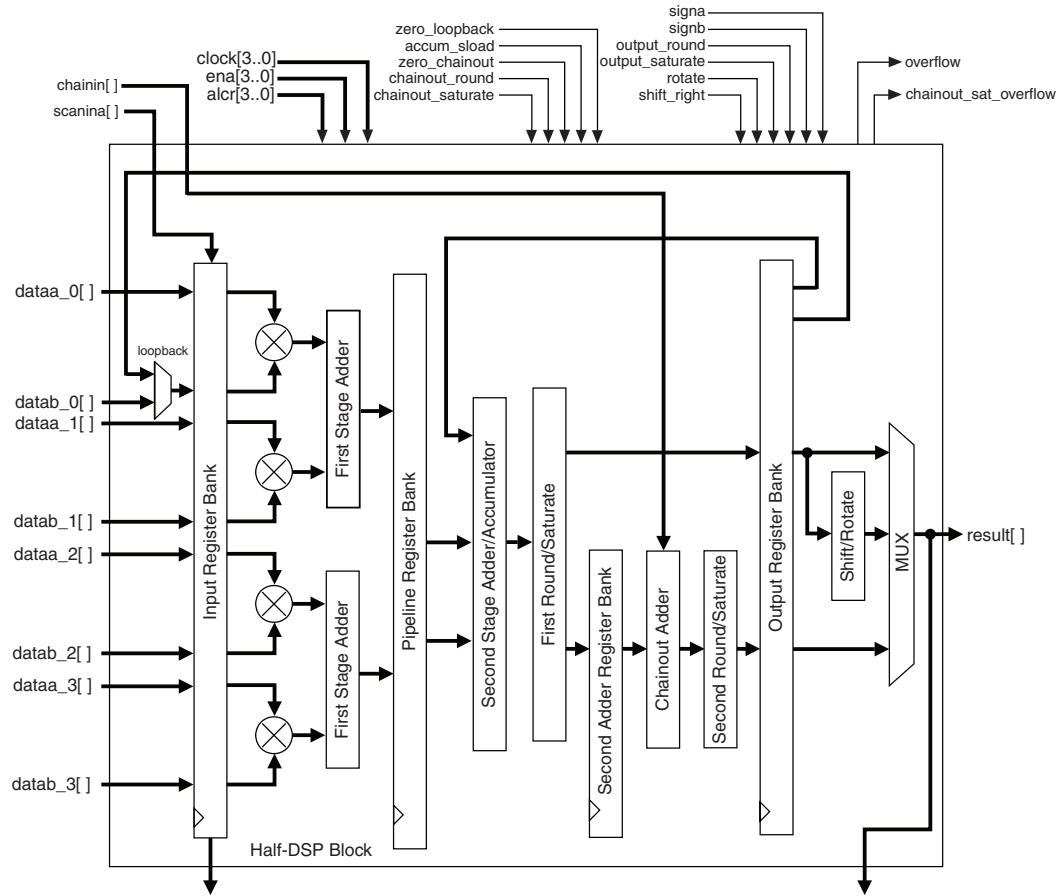 signa
signb
output_round
output_saturate
rotate
shift_right
zero_loopback
accum_sload
zero_chainout
chainout_round
chainout_saturate
clock[3..0]
ena[3..0]
alcr[3..0]
overflow
chainout_sat_overflow
chainin[ ]
scanina[ ]
dataa_0[ ]
loopback
datab_0[ ]
dataa_1[ ]
datab_1[ ]
dataa_2[ ]
datab_2[ ]
dataa_3[ ]
datab_3[ ]
Input Register Bank
First Stage Adder
First Stage Adder
Pipeline Register Bank
Second Stage Adder/Accumulator
First Round/Saturate
Second Adder Register Bank
Chainout Adder
Second Round/Saturate
Output Register Bank
Shift/Rotate
MUX
result[ ]
Half-DSP Block